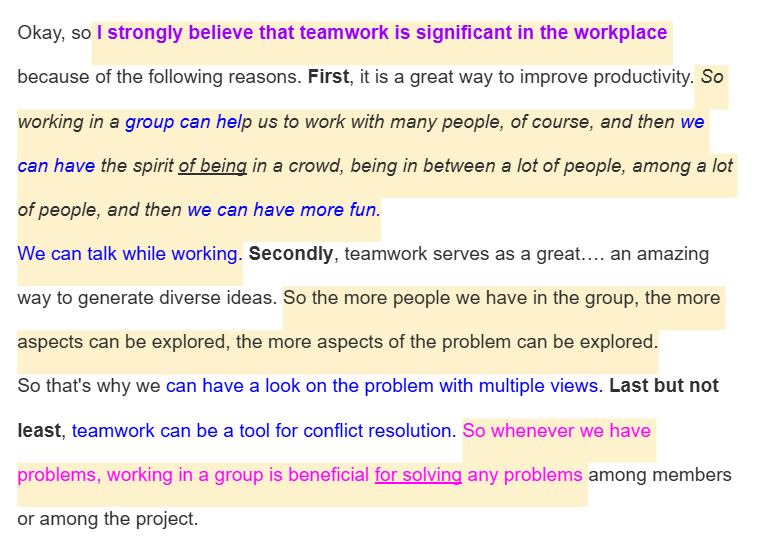 Okay, so I strongly believe that teamwork is significant in the workplace
because of the following reasons. First, it is a great way to improve productivity. So
working in a group can help us to work with many people, of course, and then we
can have the spirit of being in a crowd, being in between a lot of people, among a lot
of people, and then we can have more fun.
We can talk while working. Secondly, teamwork serves as a great…. an amazing
way to generate diverse ideas. So the more people we have in the group, the more
aspects can be explored, the more aspects of the problem can be explored.
So that's why we can have a look on the problem with multiple views. Last but not
least, teamwork can be a tool for conflict resolution. So whenever we have
problems, working in a group is beneficial for solving any problems among members
or among the project.